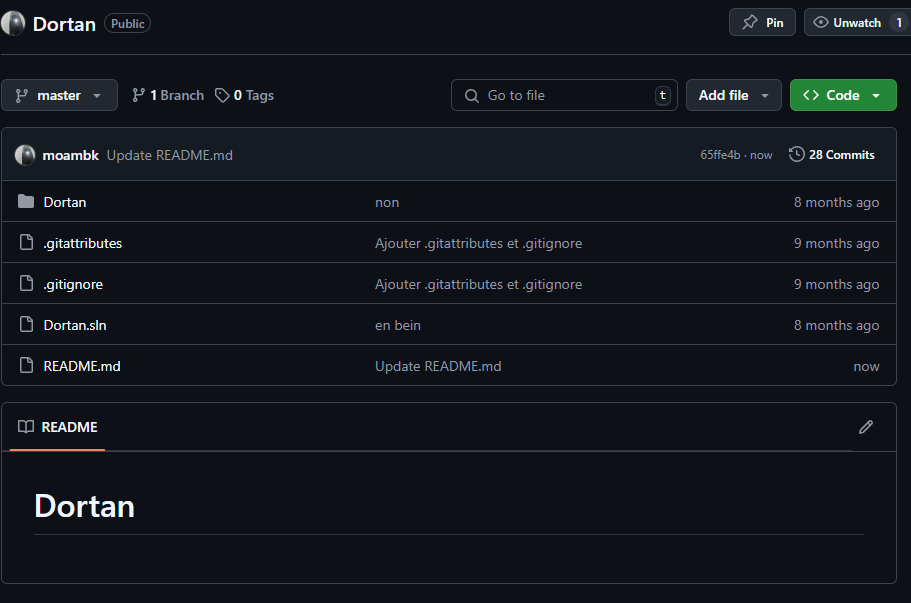 Dortan Public Pin Unwatch 1
master 1 Branch 0 Tags Go to file t Add file Code
moambk Update README.md 65ffe4b · now 28 Commits
Dortan non 8 months ago
.gitattributes Ajouter .gitattributes et .gitignore 9 months ago
.gitignore Ajouter .gitattributes et .gitignore 9 months ago
Dortan.sln en bein 8 months ago
README.md Update README.md now
README
Dortan